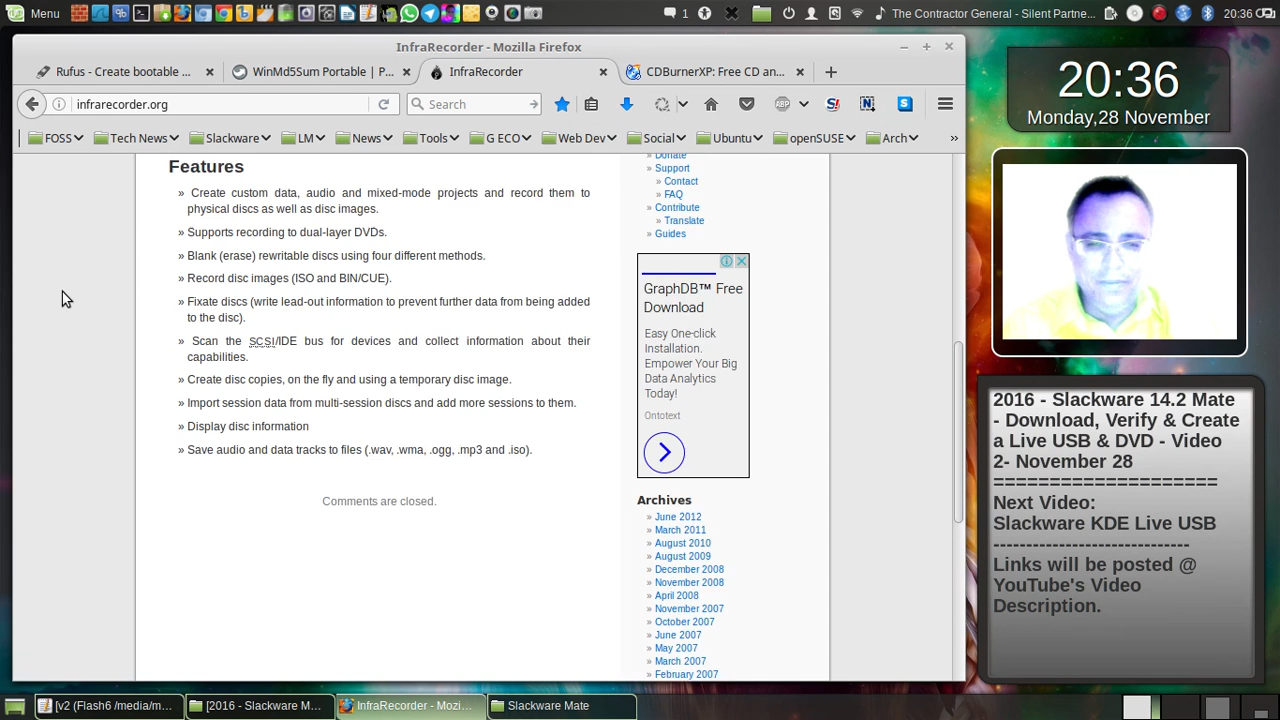 Menu
1
The Contractor General - Silent Partne...
20:36
InfraRecorder - Mozilla Firefox
Rufus - Create bootable ...
WinMd5Sum Portable | P...
InfraRecorder
CDBurnerXP: Free CD an...
infrarecorder.org
Search
ABP
FOSS
Tech News
Slackware
LM
News
Tools
G ECO
Web Dev
Social
Ubuntu
openSUSE
Arch
»
Features
» Create custom data, audio and mixed-mode projects and record them to
physical discs as well as disc images.
» Supports recording to dual-layer DVDs.
» Blank (erase) rewritable discs using four different methods.
» Record disc images (ISO and BIN/CUE).
» Fixate discs (write lead-out information to prevent further data from being added
to the disc).
» Scan the SCSI/IDE bus for devices and collect information about their
capabilities.
» Create disc copies, on the fly and using a temporary disc image.
» Import session data from multi-session discs and add more sessions to them.
» Display disc information
» Save audio and data tracks to files (.wav, .wma, .ogg, .mp3 and .iso).
Comments are closed.
Donate
» Support
» Contact
» FAQ
» Contribute
» Translate
» Guides
GraphDB™ Free
Download
Easy One-click
Installation.
Empower Your Big
Data Analytics
Today!
Ontotext
Archives
» June 2012
» March 2011
» August 2010
» August 2009
» December 2008
» November 2008
» April 2008
» November 2007
» October 2007
» June 2007
» May 2007
» March 2007
» February 2007
20:36
Monday,28 November
2016 - Slackware 14.2 Mate
- Download, Verify & Create
a Live USB & DVD - Video
2- November 28
====================
Next Video:
Slackware KDE Live USB
----------------------------
Links will be posted @
YouTube's Video
Description.
[v2 (Flash6 /media/m...
[2016 - Slackware M...
InfraRecorder - Mozi...
Slackware Mate